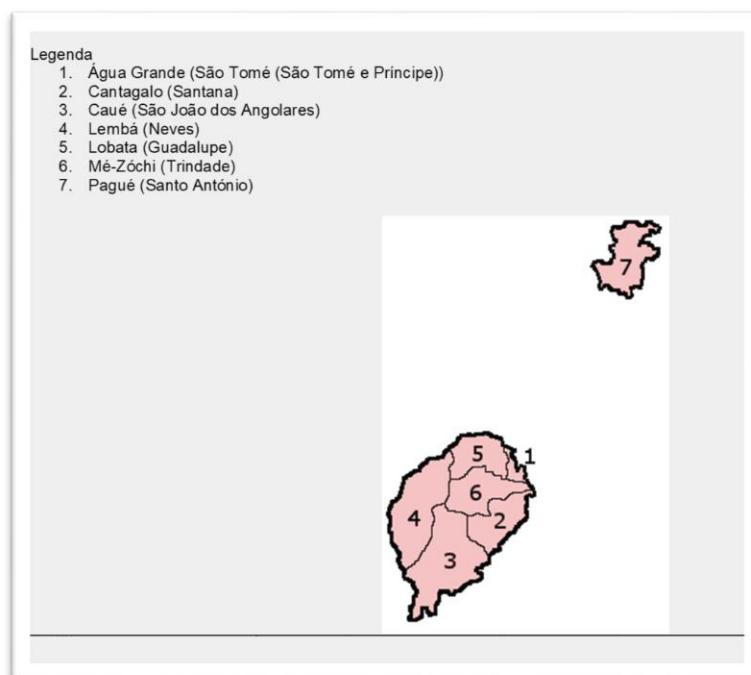 Legenda
1. Água Grande (São Tomé (São Tomé e Príncipe))
2. Cantagalo (Santana)
3. Caué (São João dos Angolares)
4. Lembá (Neves)
5. Lobata (Guadalupe)
6. Mé-Zóchi (Trindade)
7. Pagué (Santo António)
7
5 1
6
4 2
3